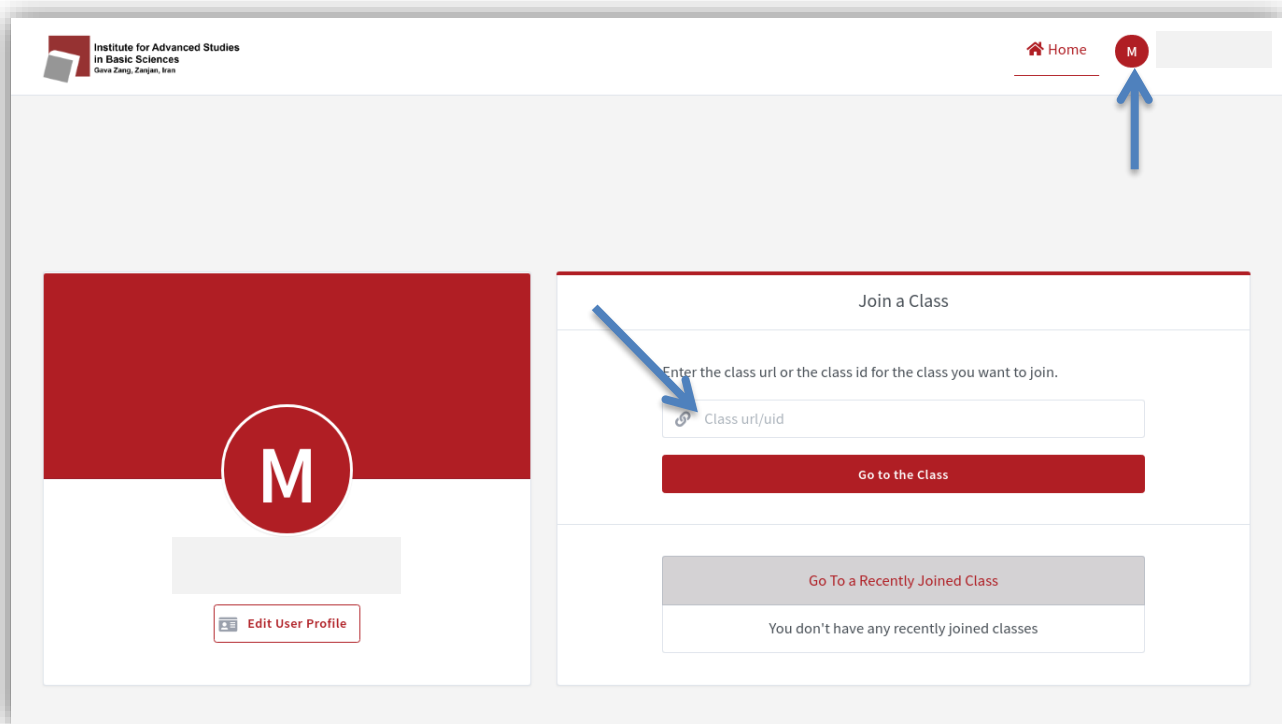 Institute for Advanced Studies
in Basic Sciences
Gava Zang, Zanjan, Iran
Home
M
Join a Class
Enter the class url or the class id for the class you want to join.
Class url/uid
Go to the Class
M
Edit User Profile
Go To a Recently Joined Class
You don't have any recently joined classes